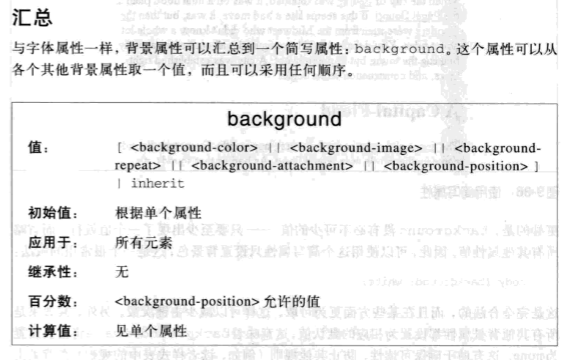 汇总
与字体属性一样，背景属性可以汇总到一个简写属性：background。这个属性可以从
各个其他背景属性取一个值，而且可以采用任何顺序。
background
值： [ <background-color> || <background-image> || <background-
repeat> || <background-attachment> || <background-position> ]
| inherit
初始值： 根据单个属性
应用于： 所有元素
继承性： 无
百分数： <background-position> 允许的值
计算值： 见单个属性